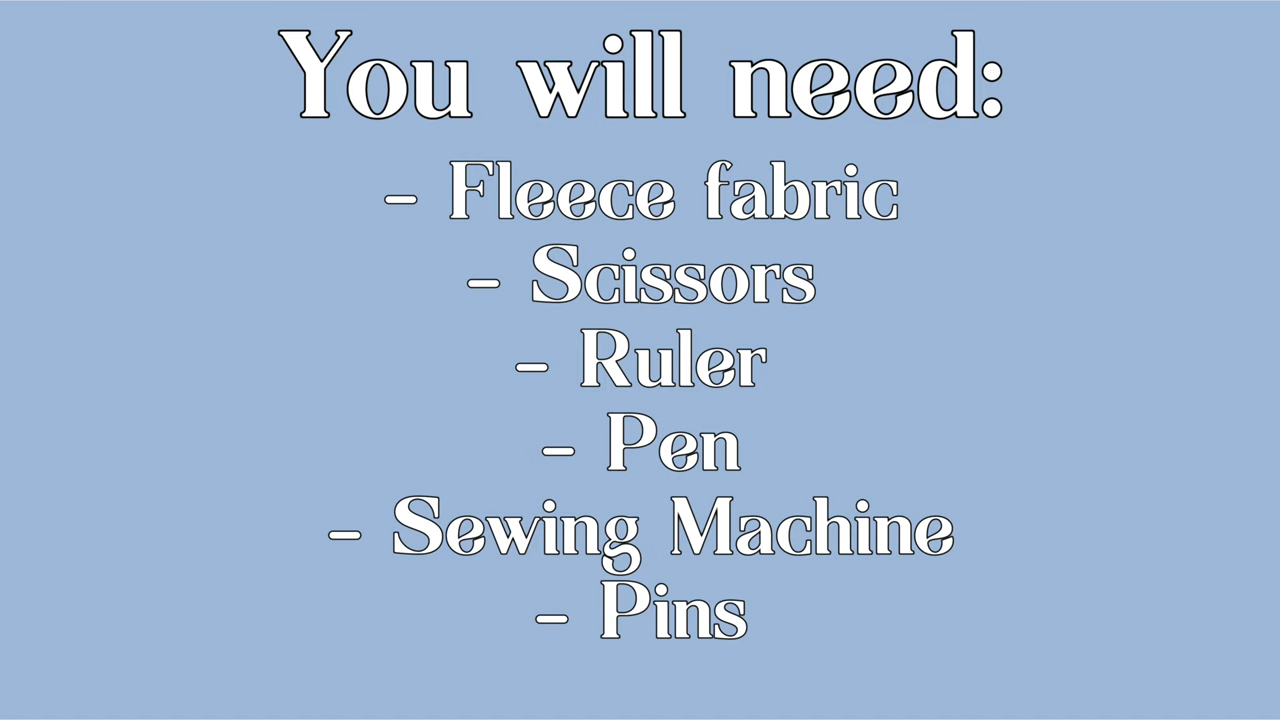 You will need:
- Fleece fabric
- Scissors
- Ruler
- Pen
- Sewing Machine
- Pins